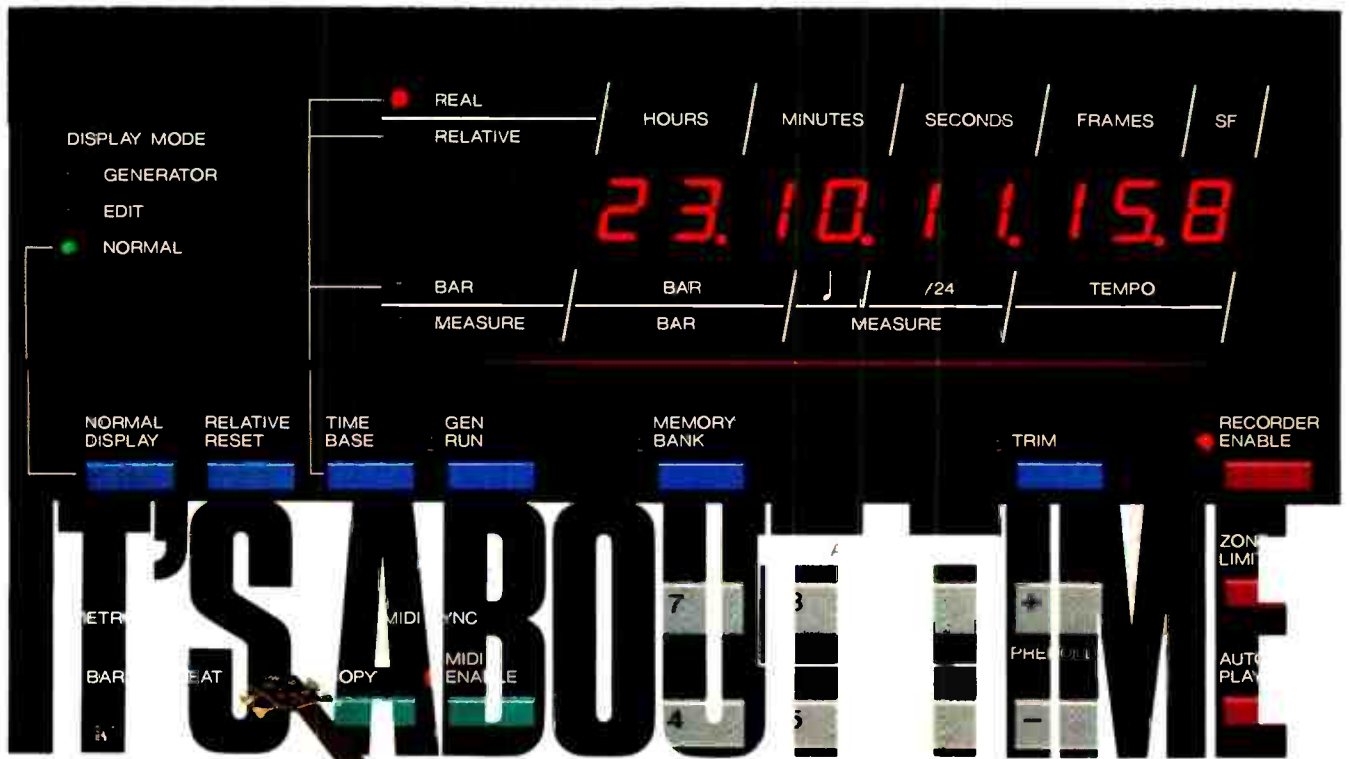 REAL
HOURS MINUTES SECONDS FRAMES SF
RELATIVE
DISPLAY MODE
GENERATOR
EDIT
NORMAL
23.10.11.15.8
BAR BAR /24 TEMPO
MEASURE BAR MEASURE
NORMAL DISPLAY
RELATIVE RESET
TIME BASE
GEN RUN
MEMORY BANK
TRIM
RECORDER ENABLE
IT'S ABOUT TIME
7
+
4
5
-
BAR
MIDI